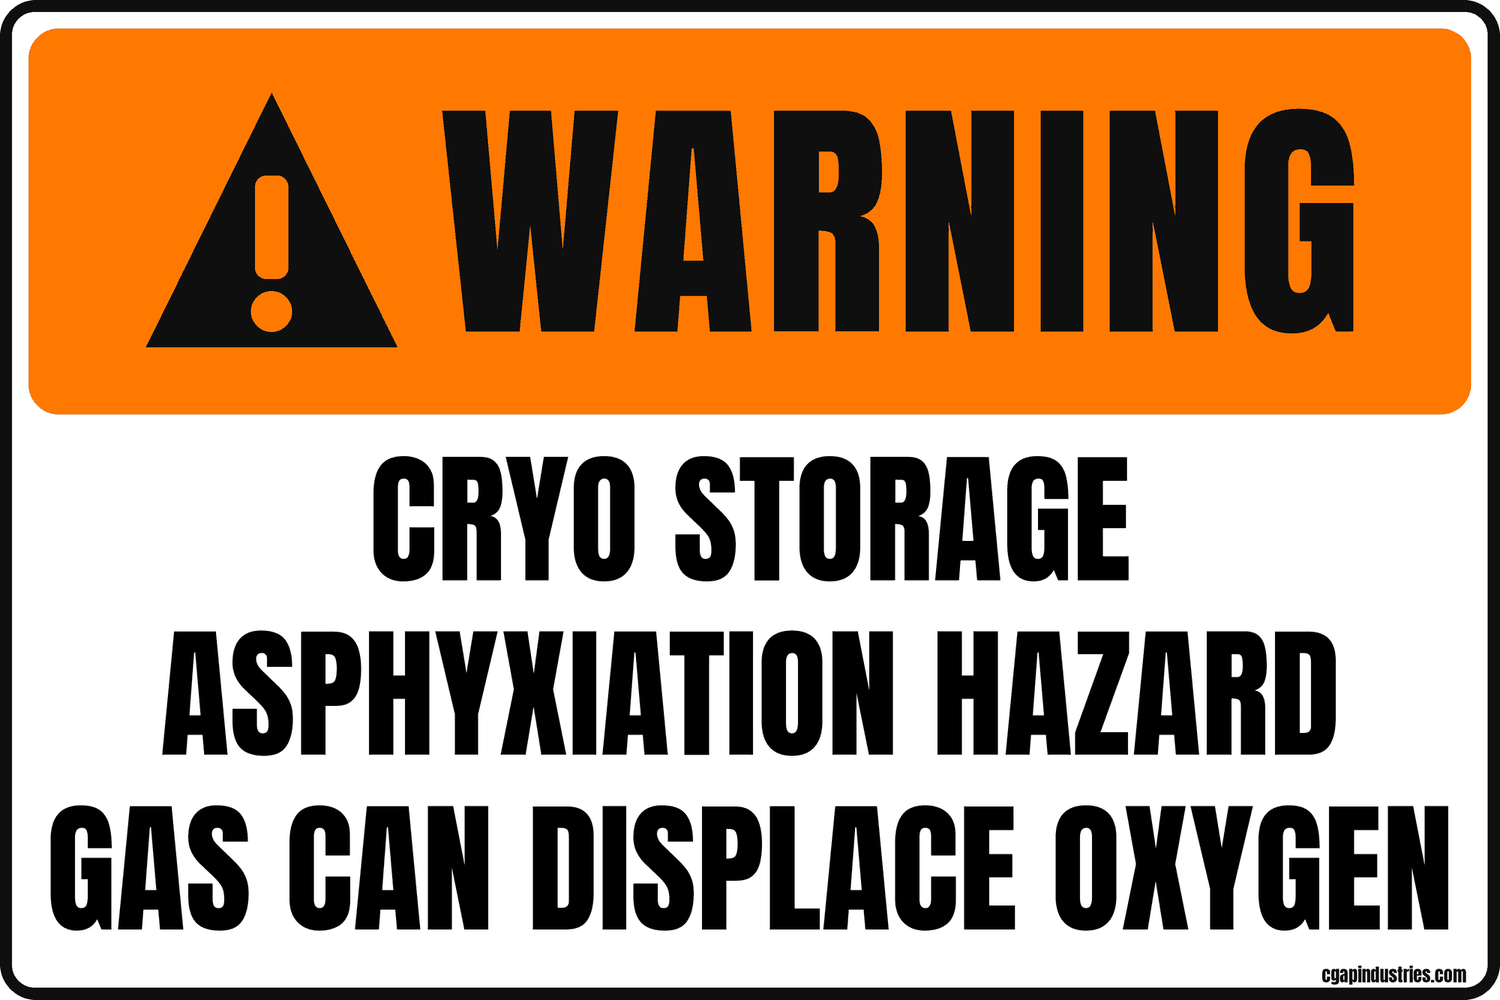 WARNING
CRYO STORAGE
ASPHYXIATION HAZARD
GAS CAN DISPLACE OXYGEN
cgapindustries.com